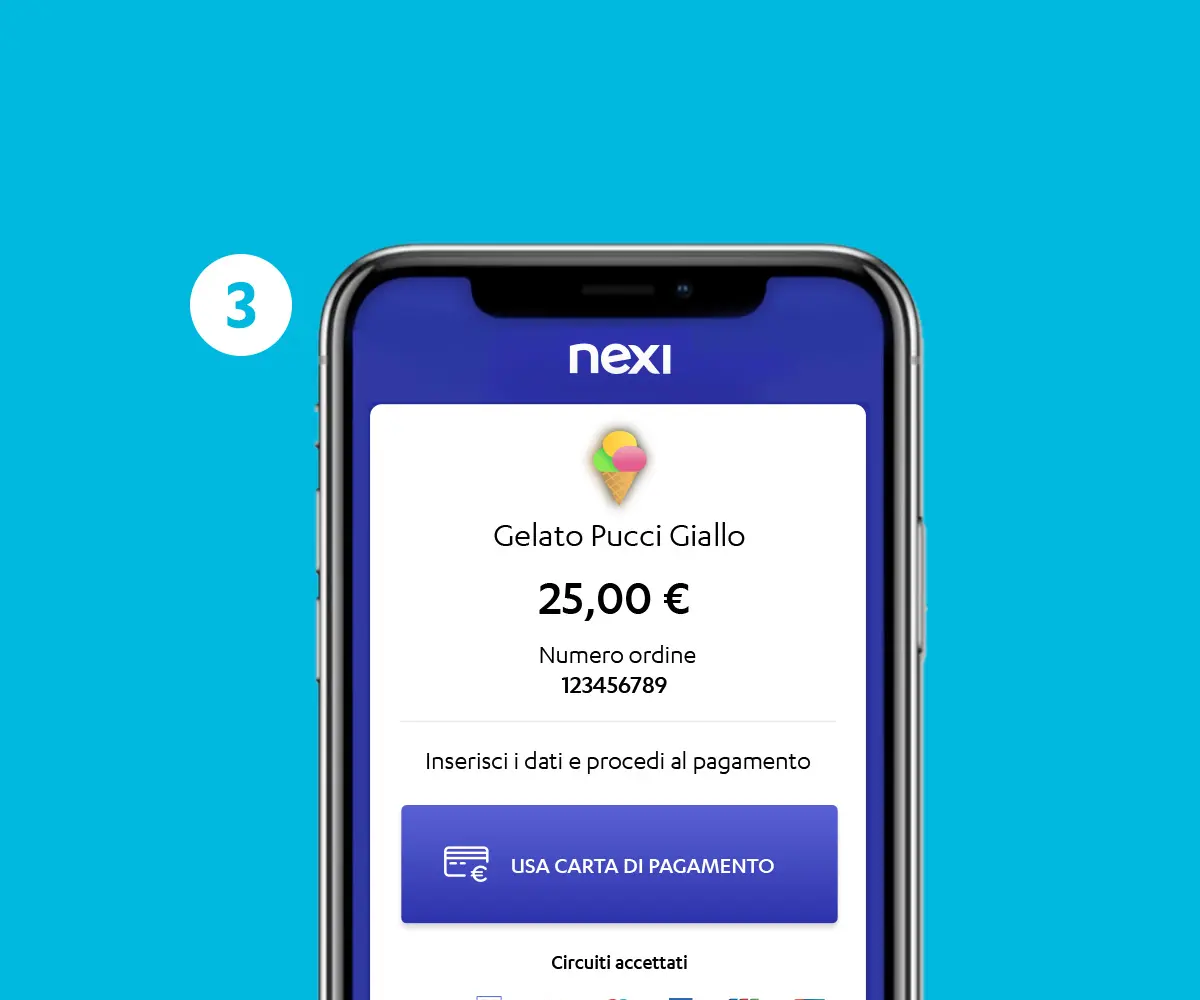 3
nexi
Gelato Pucci Giallo
25,00 €
Numero ordine
123456789
Inserisci i dati e procedi al pagamento
USA CARTA DI PAGAMENTO
Circuiti accettati